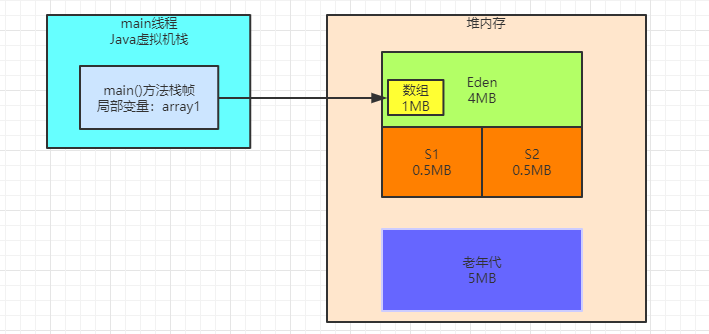 main线程
Java虚拟机栈
main()方法栈帧
局部变量：array1
堆内存
数组
1MB
Eden
4MB
S1
0.5MB
S2
0.5MB
老年代
5MB